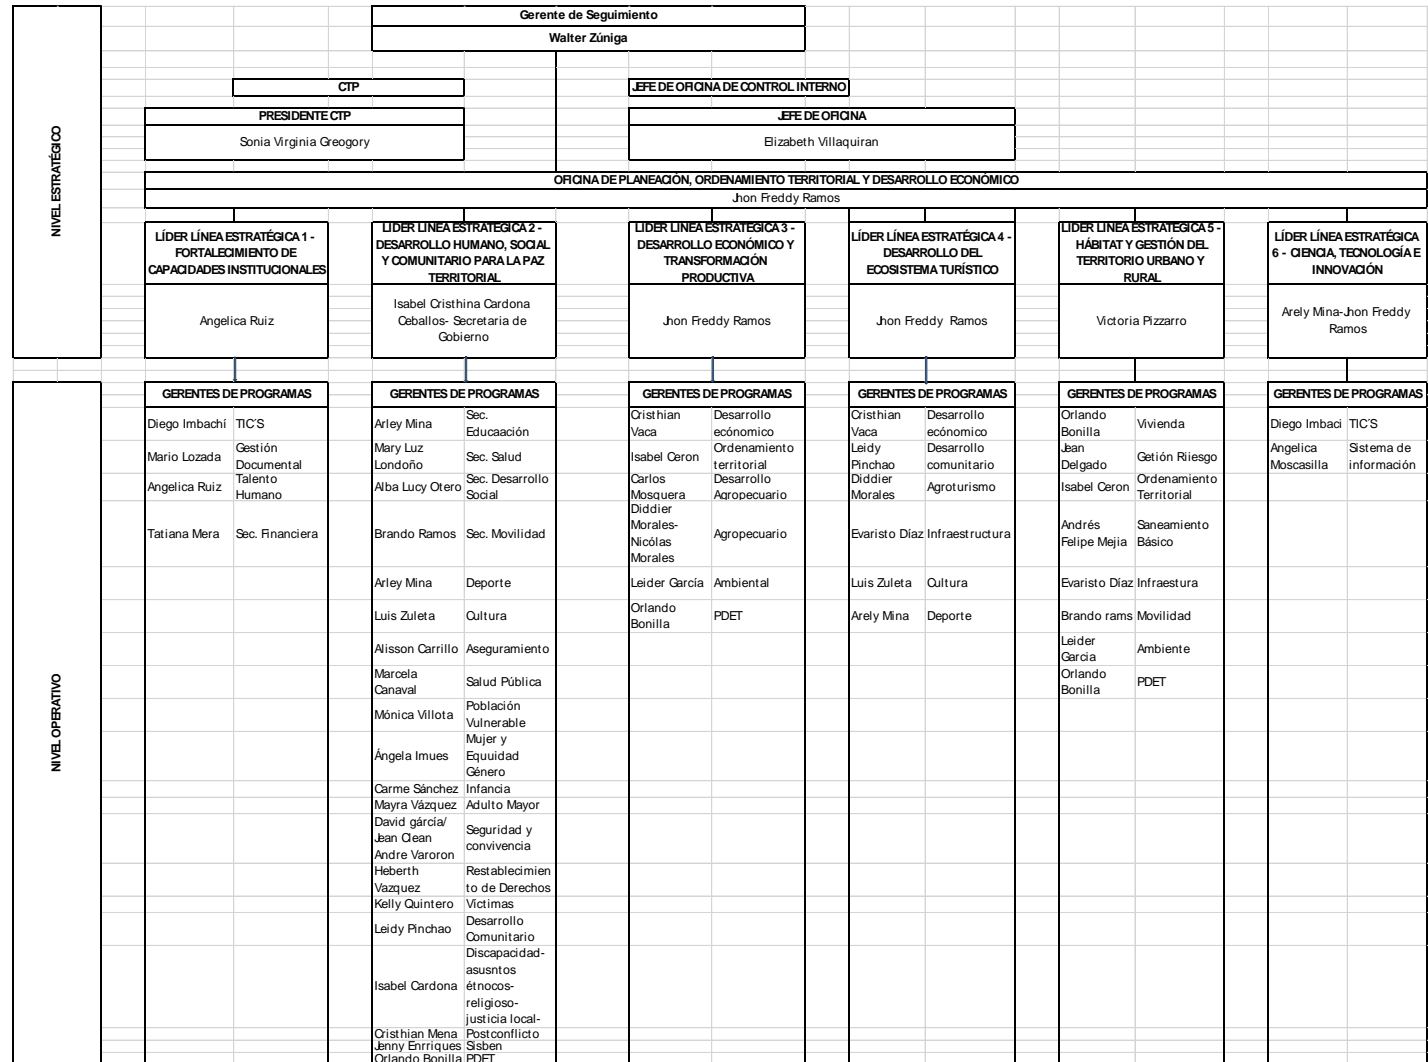 Gerente de Seguimiento
Walter Zúniga
CTP
JEFE DE OFICINA DE CONTROL INTERNO
PRESIDENTE CTP
JEFE DE OFICINA
Sonia Virginia Greogory
Elizabeth Villaquiran
NIVEL ESTRATÉGICO
OFICINA DE PLANEACIÓN, ORDENAMIENTO TERRITORIAL Y DESARROLLO ECONÓMICO
Jhon Freddy Ramos
LÍDER LÍNEA ESTRATÉGICA 1 -
FORTALECIMIENTO DE
CAPACIDADES INSTITUCIONALES
LÍDER LÍNEA ESTRATÉGICA 2 -
DESARROLLO HUMANO, SOCIAL
Y COMUNITARIO PARA LA PAZ
TERRITORIAL
LÍDER LÍNEA ESTRATÉGICA 3 -
DESARROLLO ECONÓMICO Y
TRANSFORMACIÓN
PRODUCTIVA
LÍDER LÍNEA ESTRATÉGICA 4 -
DESARROLLO DEL
ECOSISTEMA TURÍSTICO
LÍDER LÍNEA ESTRATÉGICA 5 -
HÁBITAT Y GESTIÓN DEL
TERRITORIO URBANO Y
RURAL
LÍDER LÍNEA ESTRATÉGICA
6 - CIENCIA, TECNOLOGÍA E
INNOVACIÓN
Angelica Ruiz
Isabel Cristhina Cardona
Ceballos- Secretaria de
Gobierno
Jhon Freddy Ramos
Jhon Freddy  Ramos
Victoria Pizzarro
Arely Mina-Jhon Freddy
Ramos
NIVEL OPERATIVO
GERENTES DE PROGRAMAS
Diego Imbachí TIC´S
Mario Lozada Gestión
Documental
Angelica Ruiz Talento
Humano
Tatiana Mera Sec. Financiera
GERENTES DE PROGRAMAS
Arley Mina Sec.
Educaación
Mary Luz
Londoño Sec. Salud
Alba Lucy Otero Sec. Desarrollo
Social
Brando Ramos Sec. Movilidad
Arley Mina Deporte
Luis Zuleta Cultura
Alisson Carrillo Aseguramiento
Marcela
Canaval Salud Pública
Mónica Villota Población
Vulnerable
Ángela Imues Mujer y
Equuidad
Género
Carme Sánchez Infancia
Mayra Vázquez Adulto Mayor
David gárcía/
Jean Clean
Andre Varoron
Seguridad y
convivencia
Heberth
Vazquez
Restablecimien
to de Derechos
Kelly Quintero Víctimas
Leidy Pinchao Desarrollo
Comunitario
Isabel Cardona Discapacidad-
asusntos
étnocos-
religioso-
justicia local-
Cristhian Mena Postconflicto
Jenny Enrriques Sisben
Orlando Bonilla PDET
GERENTES DE PROGRAMAS
Cristhian
Vaca
Desarrollo
ecónomico
Isabel Ceron Ordenamiento
territorial
Carlos
Mosquera
Desarrollo
Agropecuario
Diddier
Morales-
Nicólas
Morales
Agropecuario
Leider García Ambiental
Orlando
Bonilla
PDET
GERENTES DE PROGRAMAS
Cristhian
Vaca
Desarrollo
ecónomico
Leidy
Pinchao
Desarrollo
comunitario
Diddier
Morales
Agroturismo
Evaristo Díaz Infraestructura
Luis Zuleta Cultura
Arely Mina Deporte
GERENTES DE PROGRAMAS
Orlando
Bonilla
Vivienda
Jean
Delgado
Getión Riiesgo
Isabel Ceron Ordenamiento
Territorial
Andrés
Felipe Mejia
Saneamiento
Básico
Evaristo Díaz Infraestura
Brando rams Movilidad
Leider
Garcia
Ambiente
Orlando
Bonilla
PDET
GERENTES DE PROGRAMAS
Diego Imbaci TIC´S
Angelica
Moscasilla
Sistema de
información